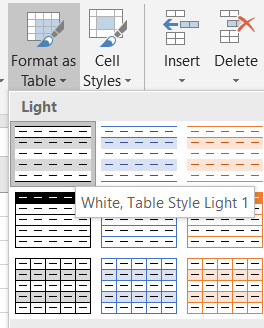 Format as
Table
Cell
Styles
Insert
Delete
Light
White, Table Style Light 1